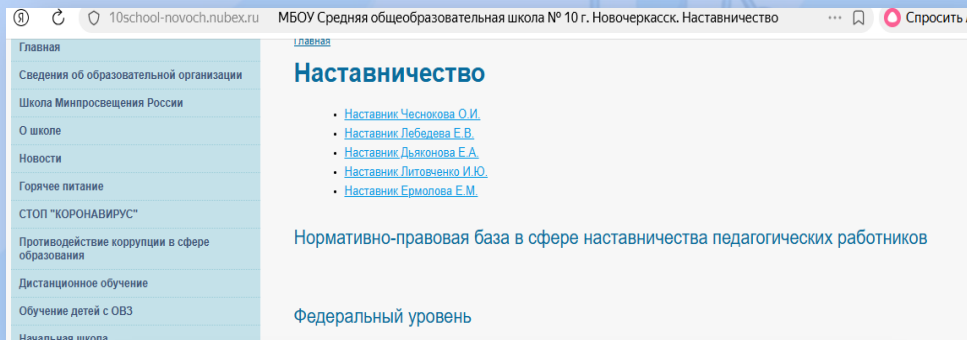 10school-novoch.nubex.ru МБОУ Средняя общеобразовательная школа № 10 г. Новочеркасск. Наставничество ... Спросить
Главная
Сведения об образовательной организации
Школа Минпросвещения России
О школе
Новости
Горячее питание
СТОП "КОРОНАВИРУС"
Противодействие коррупции в сфере
образования
Дистанционное обучение
Обучение детей с ОВЗ
Начальная школа
Главная
Наставничество
Наставник Чеснокова О.И.
Наставник Лебедева Е.В.
Наставник Дьяконова Е.А.
Наставник Литовченко И.Ю.
Наставник Ермолова Е.М.
Нормативно-правовая база в сфере наставничества педагогических работников
Федеральный уровень